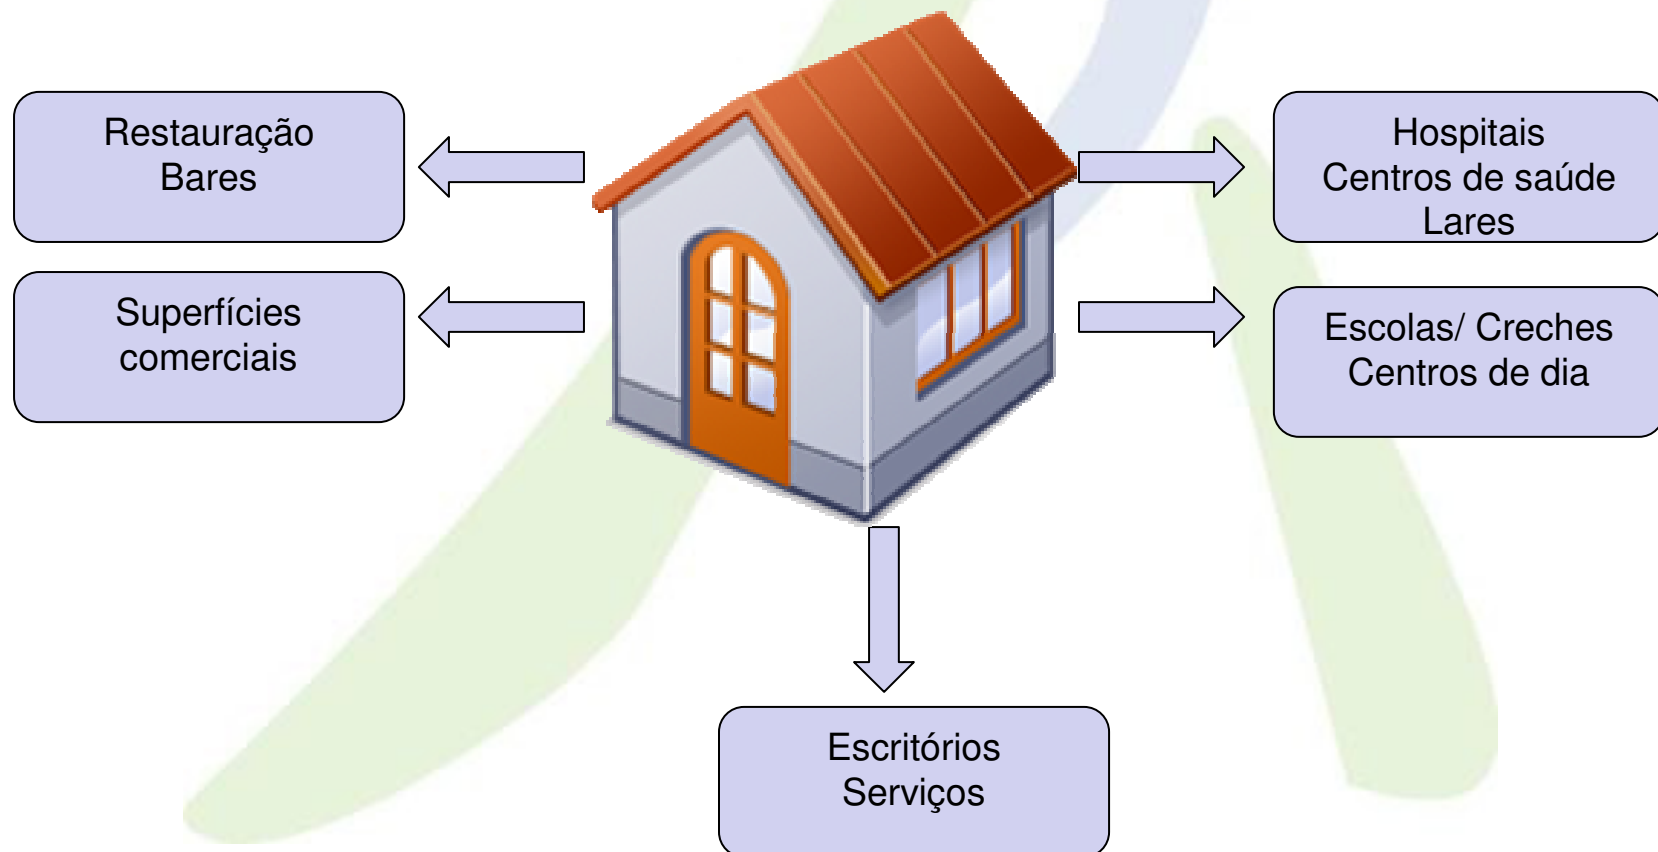 Restauração
Bares
Hospitais
Centros de saúde
Lares
Superfícies
comerciais
Escolas/ Creches
Centros de dia
Escritórios
Serviços